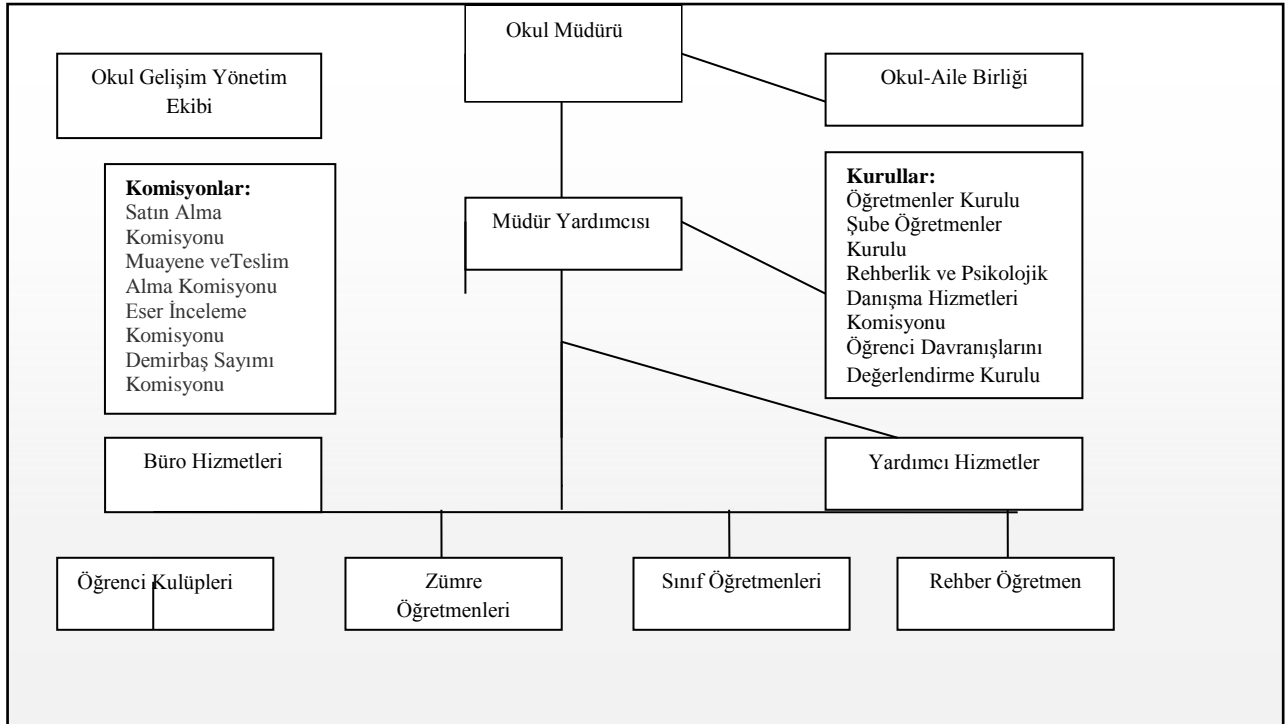 Okul Müdürü
Okul Gelişim Yönetim
Ekibi
Okul-Aile Birliği
Komisyonlar:
Satın Alma
Komisyonu
Muayene veTeslim
Alma Komisyonu
Eser İnceleme
Komisyonu
Demirbaş Sayımı
Komisyonu
Müdür Yardımcısı
Kurullar:
Öğretmenler Kurulu
Şube Öğretmenler
Kurulu
Rehberlik ve Psikolojik
Danışma Hizmetleri
Komisyonu
Öğrenci Davranışlarını
Değerlendirme Kurulu
Büro Hizmetleri
Yardımcı Hizmetler
Öğrenci Kulüpleri
Zümre
Öğretmenleri
Sınıf Öğretmenleri
Rehber Öğretmen